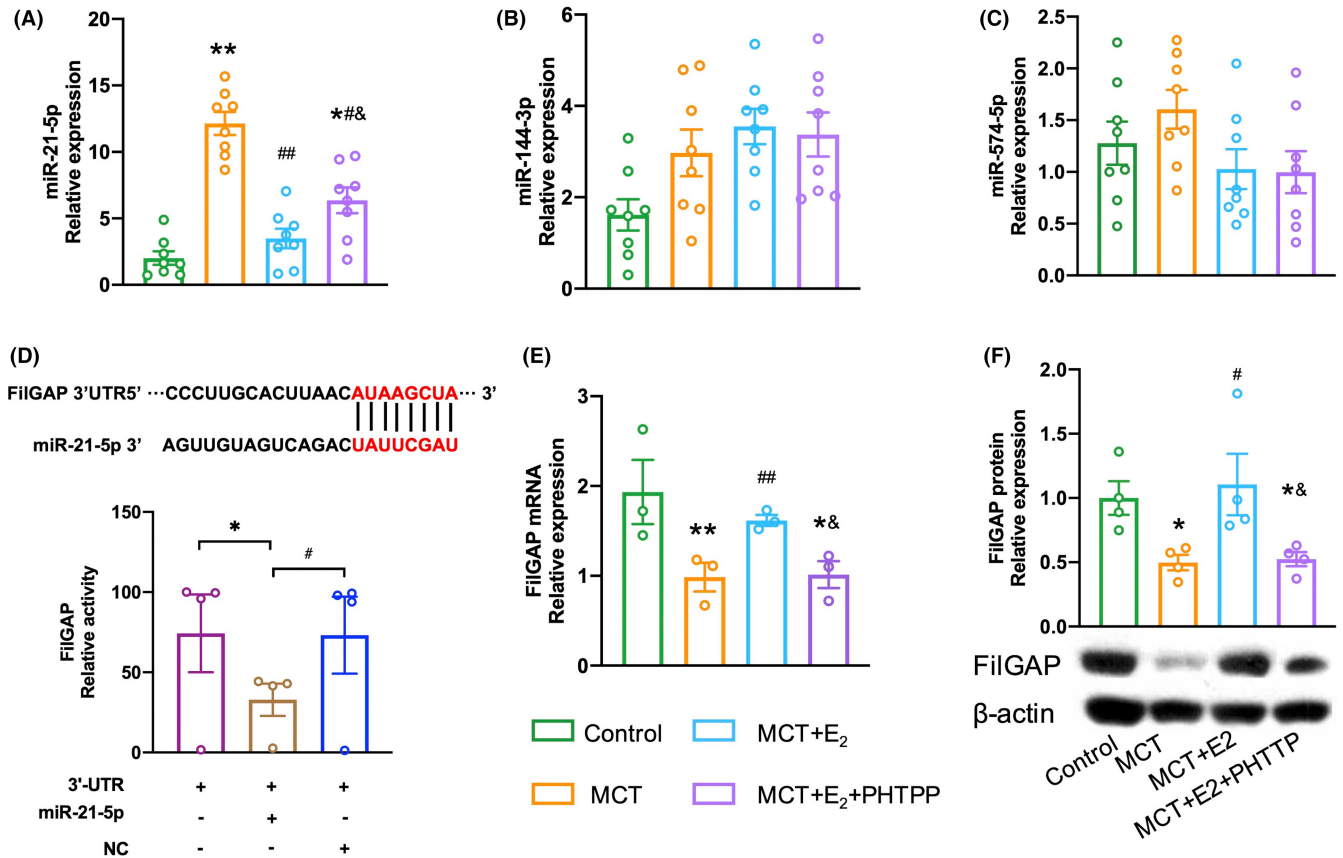 (A)
miR-21-5p
Relative expression
20
15
10
5
0
**
##
*#&
(B)
miR-144-3p
Relative expression
6
4
2
0
(C)
miR-574-5p
Relative expression
2.5
2.0
1.5
1.0
0.5
0.0
(D)
FilGAP 3'UTR5' ···CCCUUGCACUUAACAUAAGCUA··· 3'
miR-21-5p 3' AGUUGUAGUCAGACUAUUCGAU
FilGAP
Relative activity
150
100
50
0
*
#
3'-UTR + + +
miR-21-5p - + -
NC - - +
(E)
FilGAP mRNA
Relative expression
3
2
1
0
**
##
*&
Control
MCT+E2
MCT
MCT+E2+PHTPP
(F)
FilGAP protein
Relative expression
2.0
1.5
1.0
0.5
0.0
*
#
*&
FilGAP
β-actin
Control
MCT
MCT+E2
MCT+E2+PHTTP